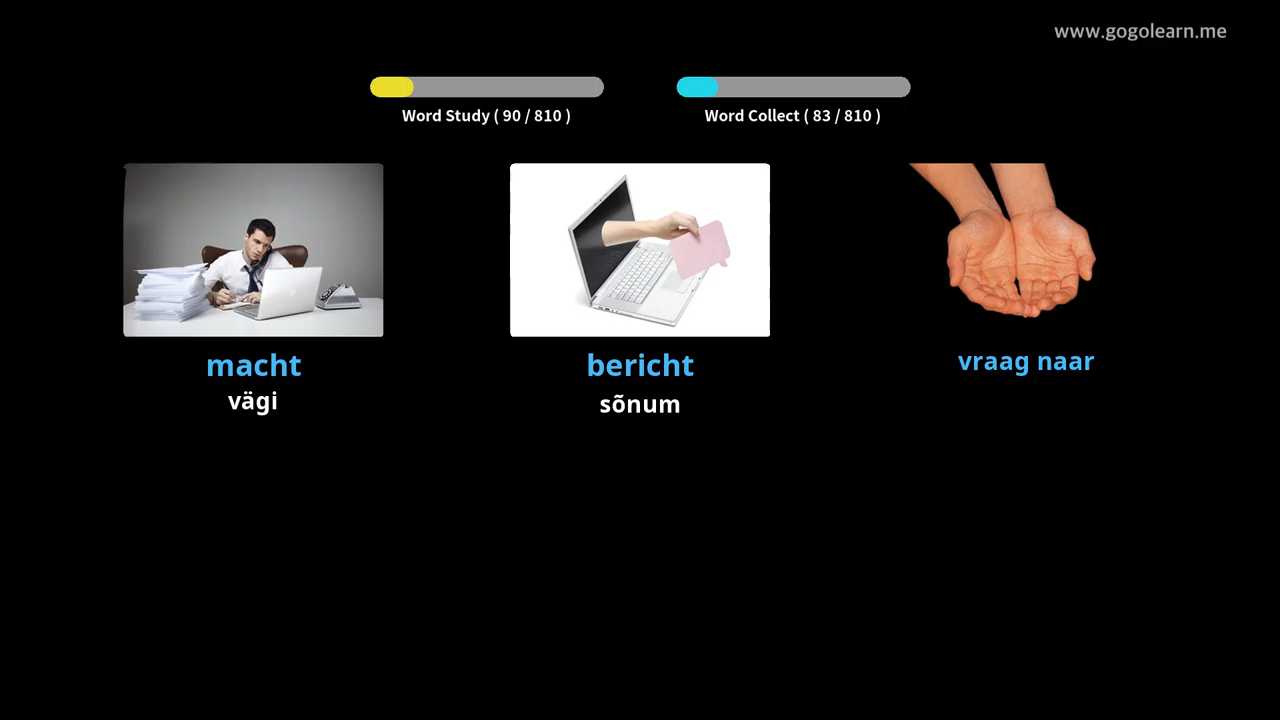 www.gogolearn.me
Word Study ( 90 / 810 )
Word Collect ( 83 / 810 )
macht
vägi
bericht
sõnum
vraag naar